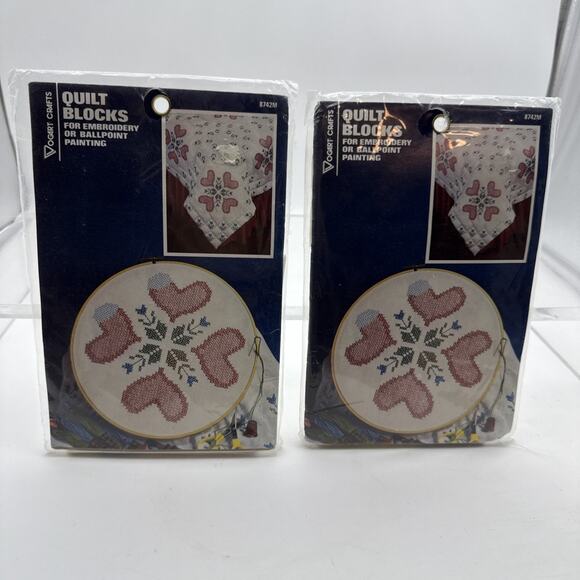 VOGART CRAFTS
QUILT
BLOCKS
FOR EMBROIDERY
OR BALLPOINT
PAINTING
8742M
VOGART CRAFTS
QUILT
BLOCKS
FOR EMBROIDERY
OR BALLPOINT
PAINTING
8742M